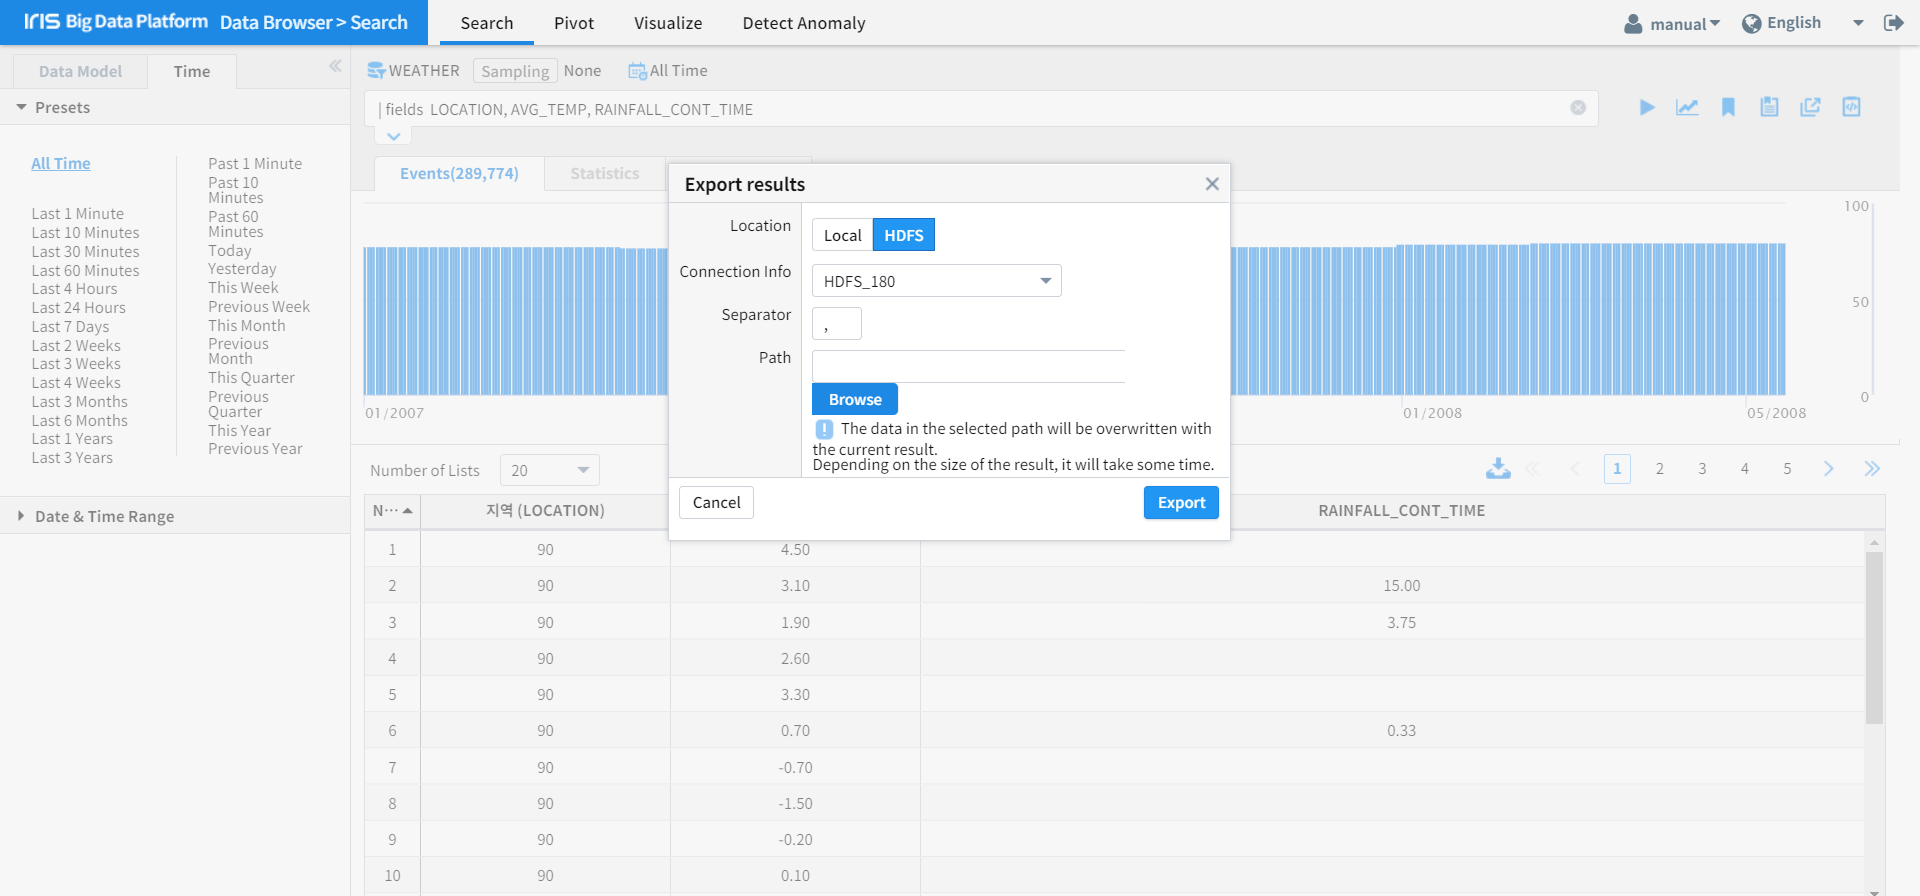 IRIS Big Data Platform Data Browser > Search
Search Pivot Visualize Detect Anomaly
manual English
Data Model Time
Presets
All Time
Last 1 Minute
Last 10 Minutes
Last 30 Minutes
Last 60 Minutes
Last 4 Hours
Last 24 Hours
Last 7 Days
Last 2 Weeks
Last 3 Weeks
Last 4 Weeks
Last 3 Months
Last 6 Months
Last 1 Years
Last 3 Years
Past 1 Minute
Past 10
Minutes
Past 60
Minutes
Today
Yesterday
This Week
Previous Week
This Month
Previous
Month
This Quarter
Previous
Quarter
This Year
Previous Year
Date & Time Range
WEATHER Sampling None All Time
| fields LOCATION, AVG_TEMP, RAINFALL_CONT_TIME
Events(289,774) Statistics
100
50
0
01/2007 01/2008 05/2008
Export results
Location Local HDFS
Connection Info HDFS_180
Separator ,
Path
Browse
! The data in the selected path will be overwritten with
the current result.
Depending on the size of the result, it will take some time.
Cancel Export
Number of Lists 20 1 2 3 4 5
N··· 지역 (LOCATION) RAINFALL_CONT_TIME
1 90 4.50
2 90 3.10 15.00
3 90 1.90 3.75
4 90 2.60
5 90 3.30
6 90 0.70 0.33
7 90 -0.70
8 90 -1.50
9 90 -0.20
10 90 0.10